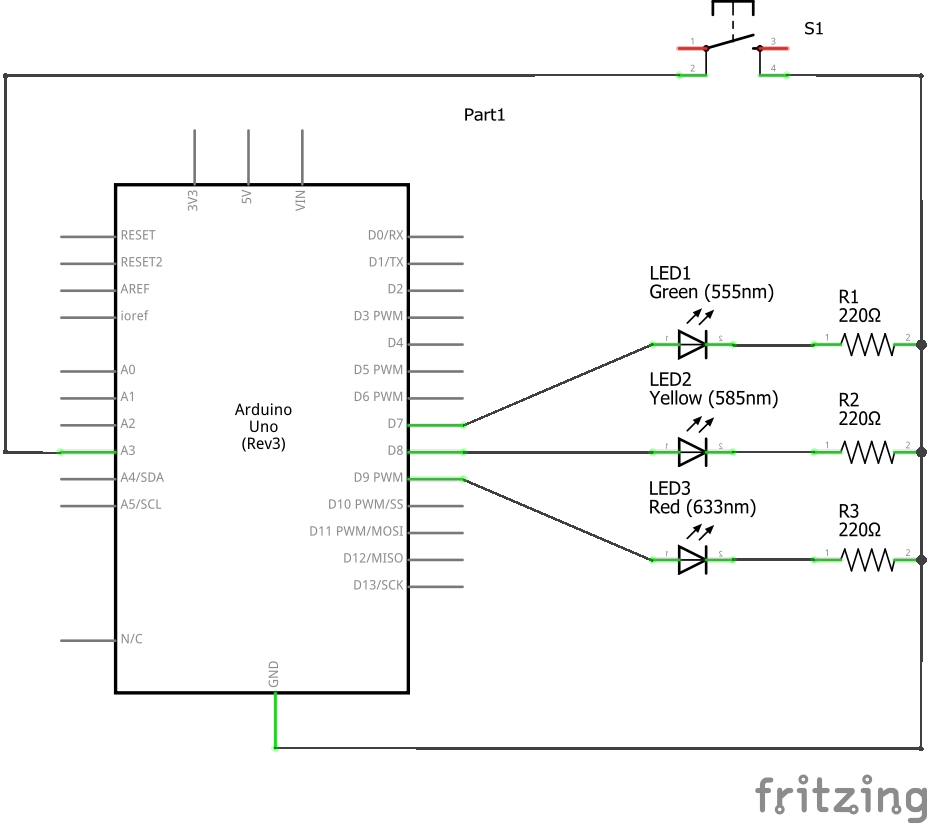 1
3
S1
2
4
Part1
3V3
5V
VIN
RESET
RESET2
AREF
ioref
A0
A1
A2
A3
A4/SDA
A5/SCL
N/C
Arduino
Uno
(Rev3)
D0/RX
D1/TX
D2
D3 PWM
D4
D5 PWM
D6 PWM
D7
D8
D9 PWM
D10 PWM/SS
D11 PWM/MOSI
D12/MISO
D13/SCK
GND
LED1
Green (555nm)
1
2
R1
220Ω
1
2
LED2
Yellow (585nm)
1
2
R2
220Ω
1
2
LED3
Red (633nm)
1
2
R3
220Ω
1
2
fritzing